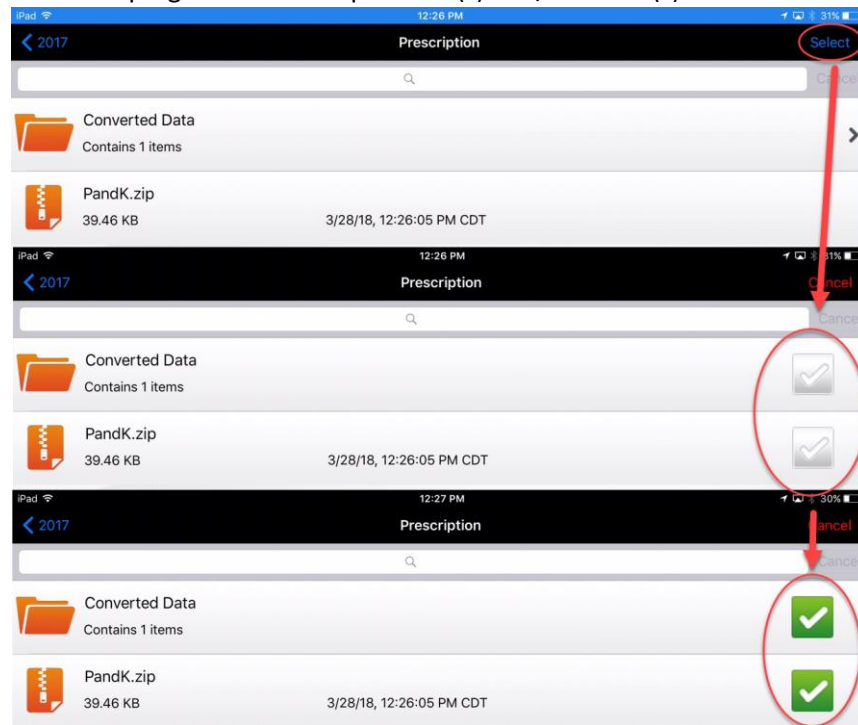 iPad 12:26 PM 31%
2017 Prescription Select
Cancel
Converted Data
Contains 1 items
PandK.zip
39.46 KB 3/28/18, 12:26:05 PM CDT
iPad 12:26 PM 31%
2017 Prescription Cancel
Cancel
Converted Data
Contains 1 items
PandK.zip
39.46 KB 3/28/18, 12:26:05 PM CDT
iPad 12:27 PM 30%
2017 Prescription Cancel
Cancel
Converted Data
Contains 1 items
PandK.zip
39.46 KB 3/28/18, 12:26:05 PM CDT